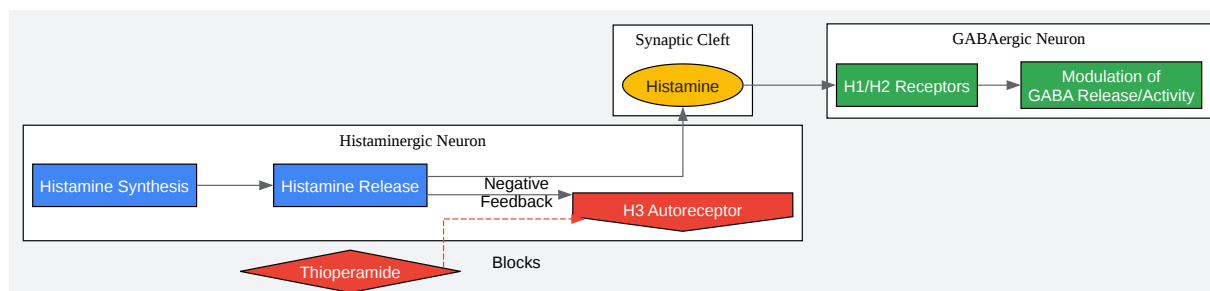 Synaptic Cleft
Histamine
GABAergic Neuron
H1/H2 Receptors
Modulation of
GABA Release/Activity
Histaminergic Neuron
Histamine Synthesis
Histamine Release
Negative
Feedback
H3 Autoreceptor
Thioperamide
Blocks